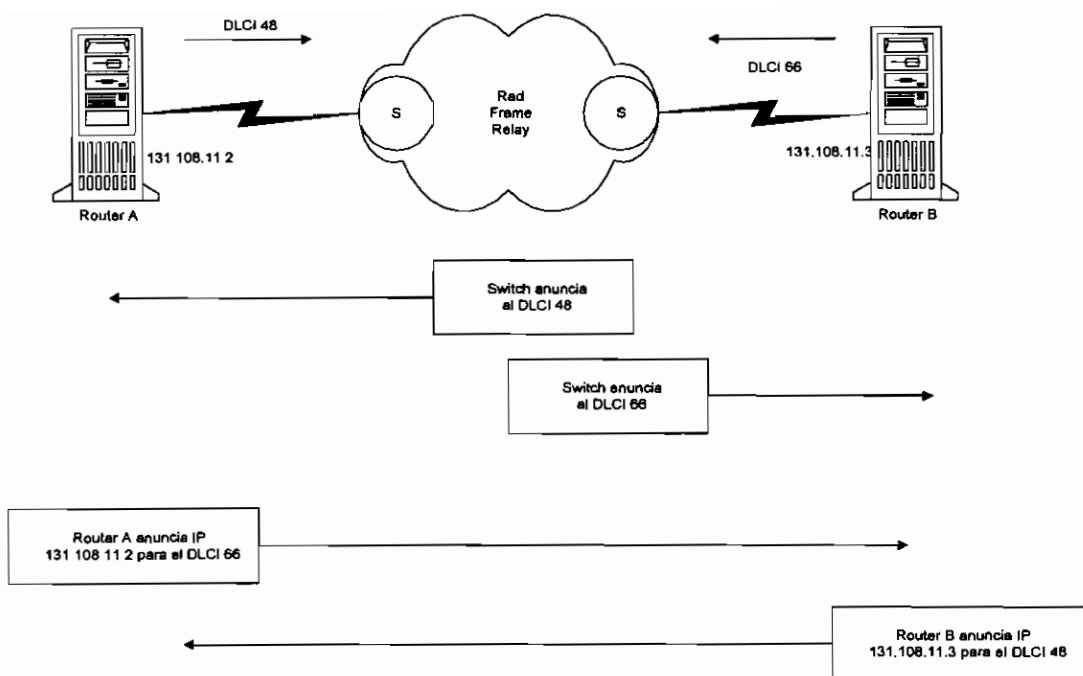 DLCI 48
DLCI 66
S
Rad
Frame
Relay
S
131 108.11 2
131.108.11.3
Router A
Router B
Switch anuncia
al DLCI 48
Switch anuncia
al DLCI 66
Router A anuncia IP
131 108 11 2 para el DLCI 66
Router B anuncia IP
131.108.11.3 para el DLCI 48